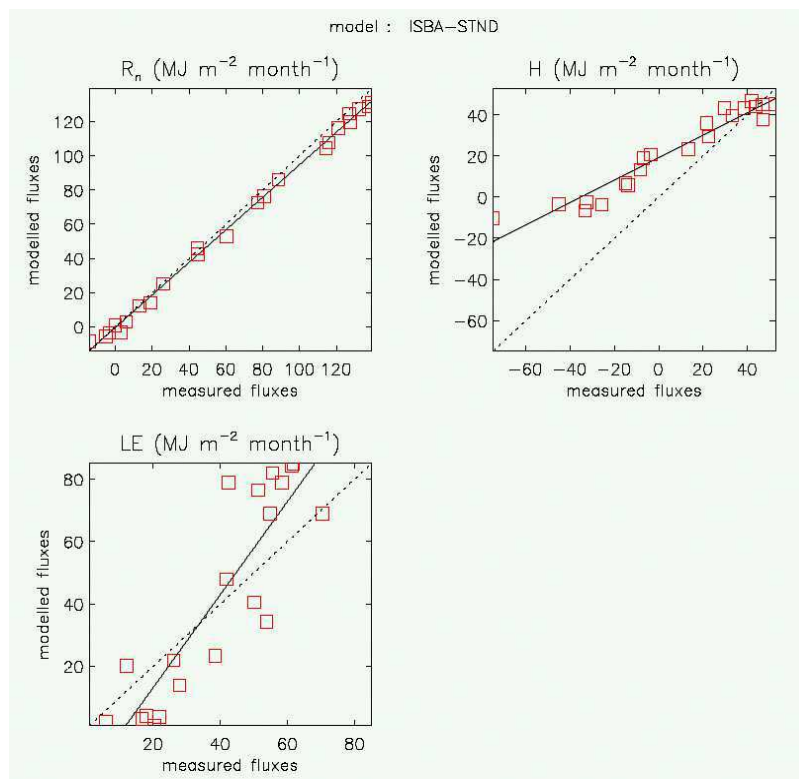 model : ISBA-STND
Rₙ (MJ m⁻² month⁻¹)
H (MJ m⁻² month⁻¹)
modelled fluxes
120
100
80
60
40
20
0
0 20 40 60 80 100 120
measured fluxes
modelled fluxes
40
20
0
-20
-40
-60
-60 -40 -20 0 20 40
measured fluxes
LE (MJ m⁻² month⁻¹)
modelled fluxes
80
60
40
20
20 40 60 80
measured fluxes